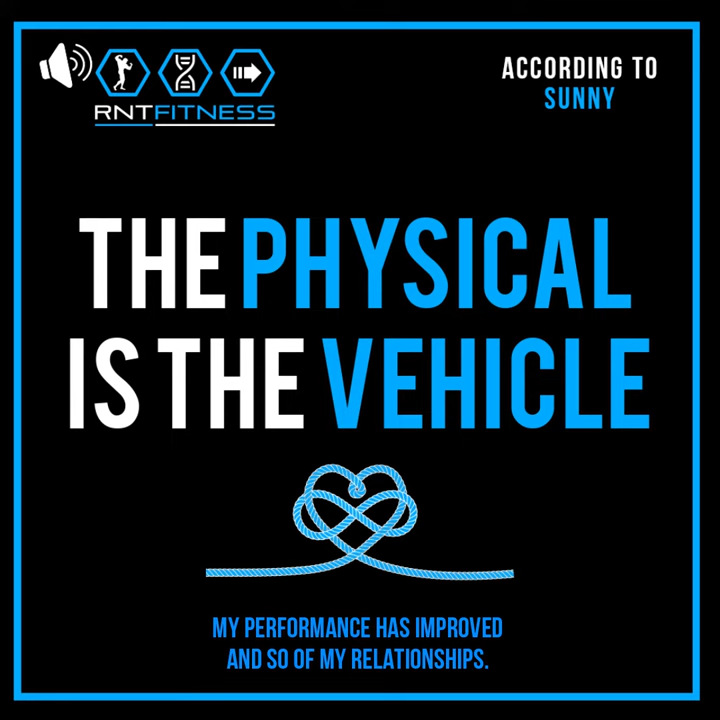 RNTFITNESS
ACCORDING TO
SUNNY
THE PHYSICAL
IS THE VEHICLE
MY PERFORMANCE HAS IMPROVED
AND SO OF MY RELATIONSHIPS.